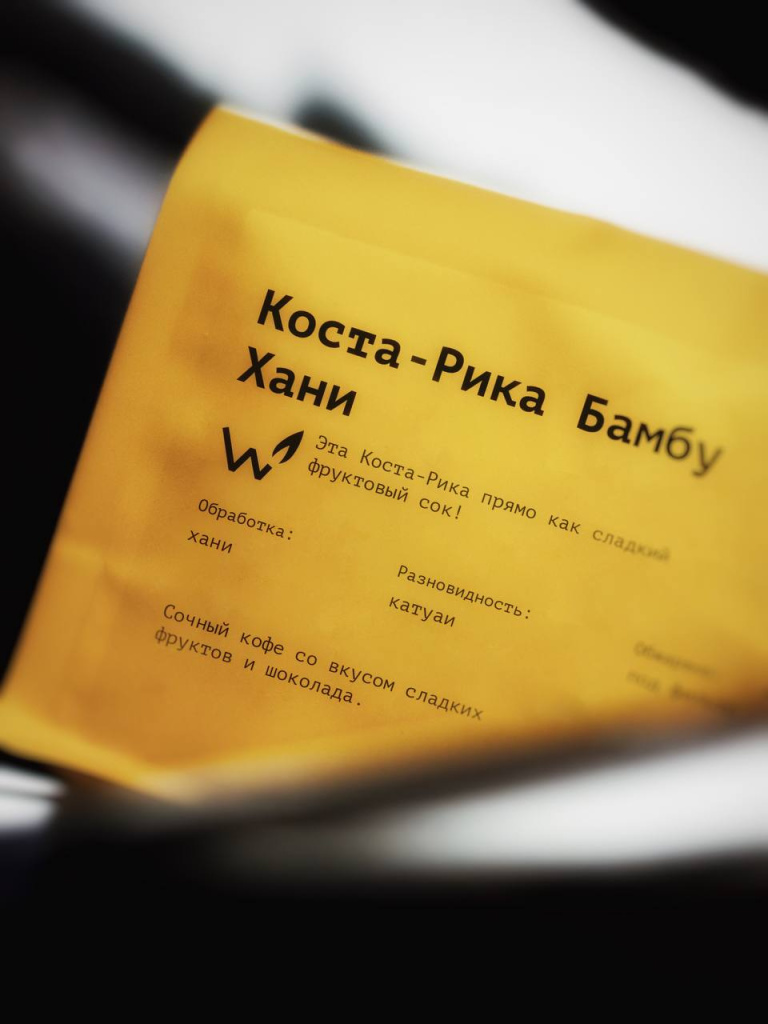 Коста-Рика Бамбу
Хани
Эта Коста-Рика прямо как сладкий
фруктовый сок!
Обработка:
хани
Разновидность:
катуаи
Сочный кофе со вкусом сладких
фруктов и шоколада.
под